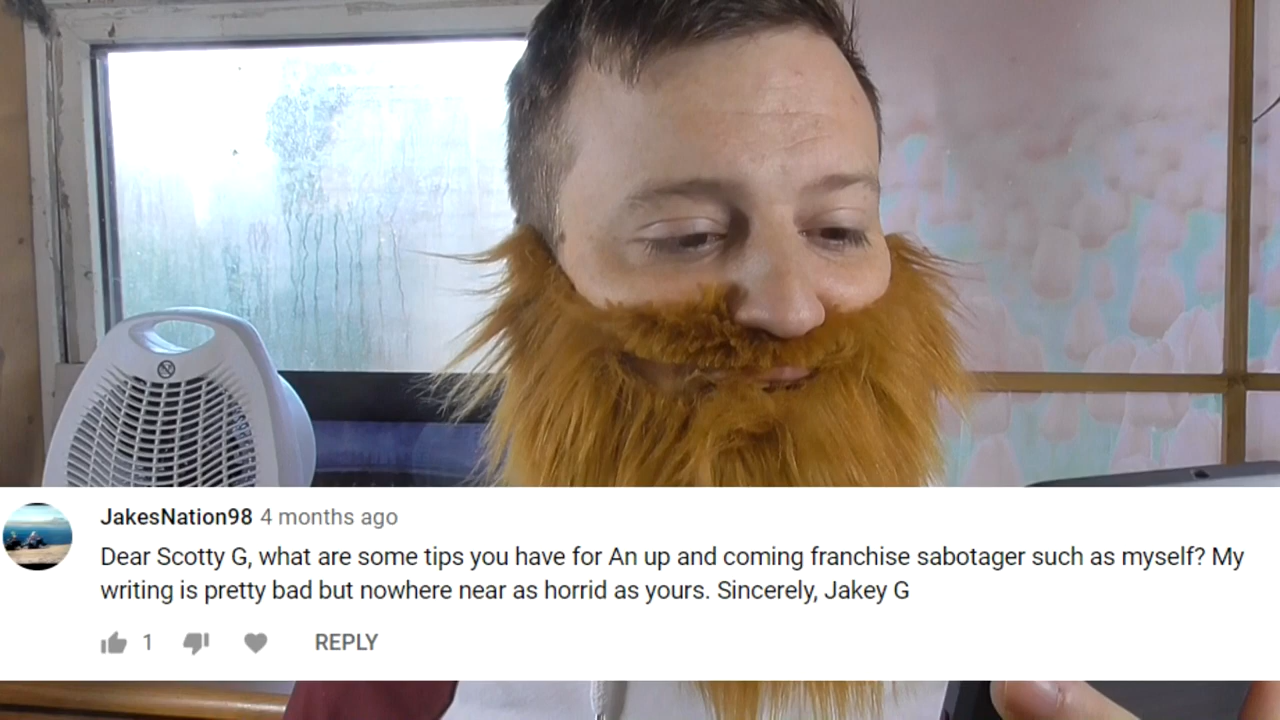 JakesNation98 4 months ago
Dear Scotty G, what are some tips you have for An up and coming franchise sabotager such as myself? My
writing is pretty bad but nowhere near as horrid as yours. Sincerely, Jakey G
1 REPLY